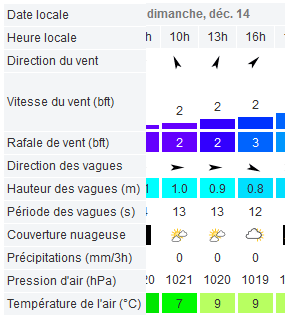 Date locale dimanche, déc. 14
Heure locale h 10h 13h 16h
Direction du vent
Vitesse du vent (bft) 2 2 2
Rafale de vent (bft) 2 2 3
Direction des vagues
Hauteur des vagues (m) 1 1.0 0.9 0.8
Période des vagues (s) 13 13 12
Couverture nuageuse
Précipitations (mm/3h) 0 0 0
Pression d'air (hPa) 20 1021 1020 1019
Température de l'air (°C) 7 9 9